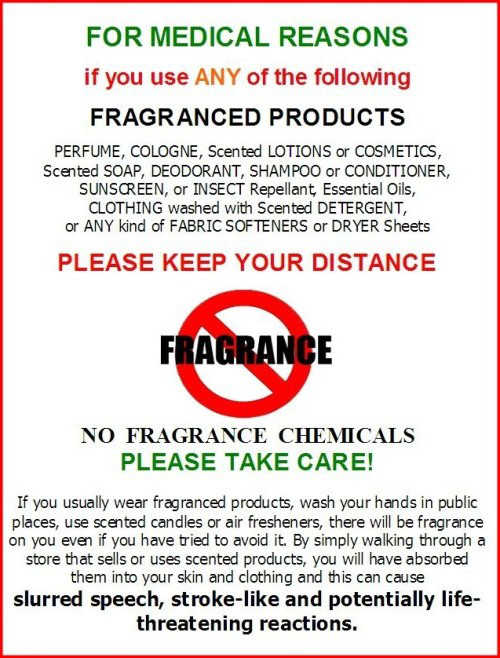 FOR MEDICAL REASONS
if you use ANY of the following
FRAGRANCED PRODUCTS
PERFUME, COLOGNE, Scented LOTIONS or COSMETICS,
Scented SOAP, DEODORANT, SHAMPOO or CONDITIONER,
SUNSCREEN, or INSECT Repellant, Essential Oils,
CLOTHING washed with Scented DETERGENT,
or ANY kind of FABRIC SOFTENERS or DRYER Sheets
PLEASE KEEP YOUR DISTANCE
FRAGRANCE
NO FRAGRANCE CHEMICALS
PLEASE TAKE CARE!
If you usually wear fragranced products, wash your hands in public
places, use scented candles or air fresheners, there will be fragrance
on you even if you have tried to avoid it. By simply walking through a
store that sells or uses scented products, you will have absorbed
them into your skin and clothing and this can cause
slurred speech, stroke-like and potentially life-
threatening reactions.